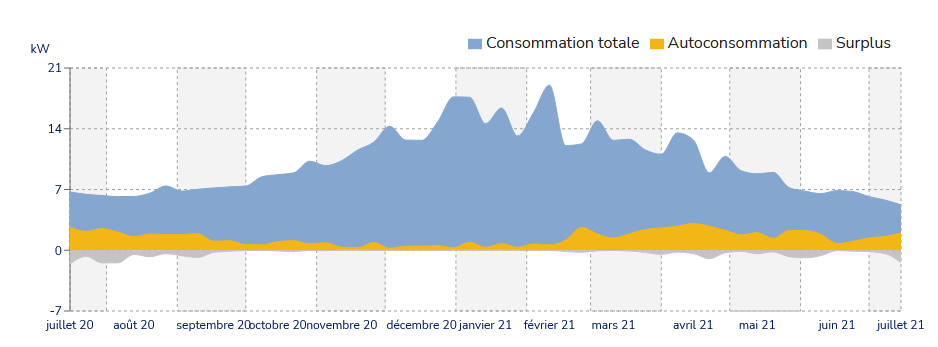 kW
Consommation totale Autoconsommation Surplus
21
14
7
0
-7
juillet 20 août 20 septembre 20 octobre 20 novembre 20 décembre 20 janvier 21 février 21 mars 21 avril 21 mai 21 juin 21 juillet 21